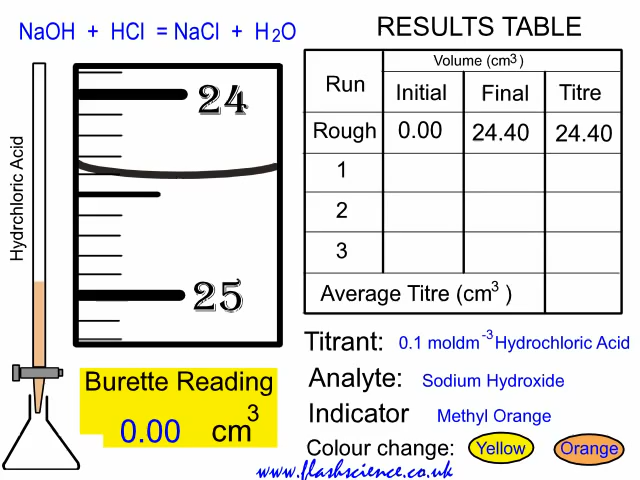 NaOH + HCl = NaCl + H2O
RESULTS TABLE
Hydrchloric Acid
24
25
Burette Reading
0.00 cm3
Run
Volume (cm3)
Initial Final Titre
Rough 0.00 24.40 24.40
1
2
3
Average Titre (cm3)
Titrant: 0.1 moldm-3 Hydrochloric Acid
Analyte: Sodium Hydroxide
Indicator Methyl Orange
Colour change: Yellow Orange
www.flashscience.co.uk